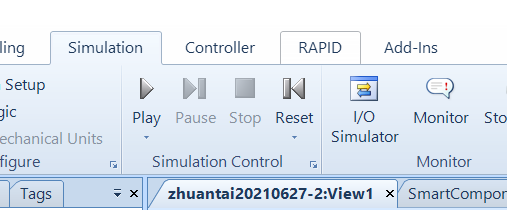 ling Simulation Controller RAPID Add-Ins
Setup
gic
echanical Units
figure
Play Pause Stop Reset
Simulation Control
I/O Simulator Monitor Sto
Monitor
Tags zhuantai20210627-2:View1 SmartCompor